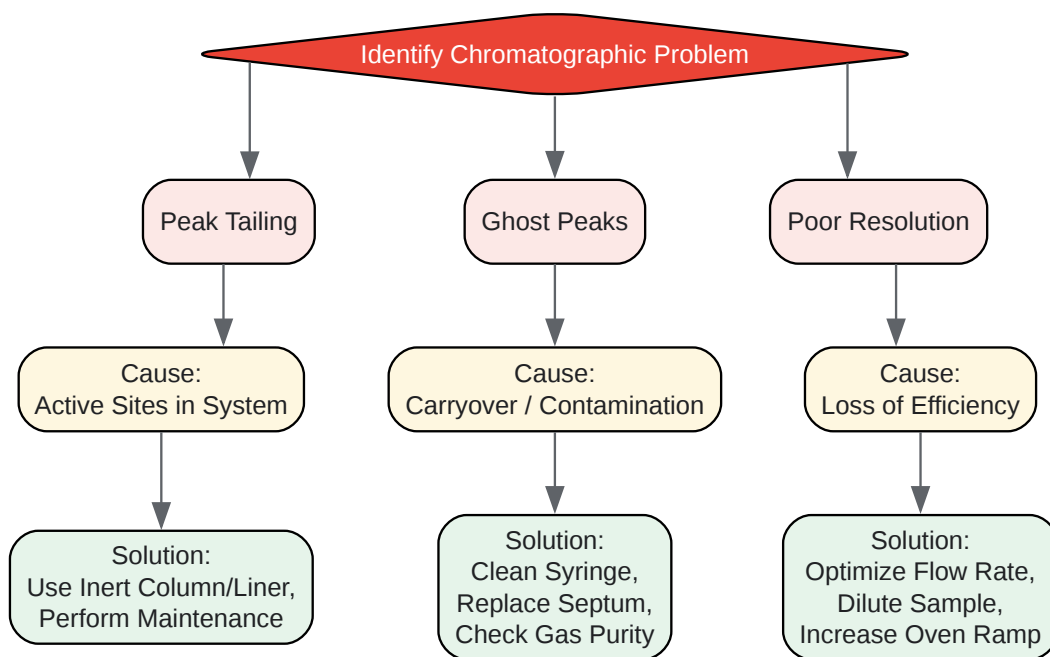 Identify Chromatographic Problem
Peak Tailing
Ghost Peaks
Poor Resolution
Cause:
Active Sites in System
Cause:
Carryover / Contamination
Cause:
Loss of Efficiency
Solution:
Use Inert Column/Liner,
Perform Maintenance
Solution:
Clean Syringe,
Replace Septum,
Check Gas Purity
Solution:
Optimize Flow Rate,
Dilute Sample,
Increase Oven Ramp